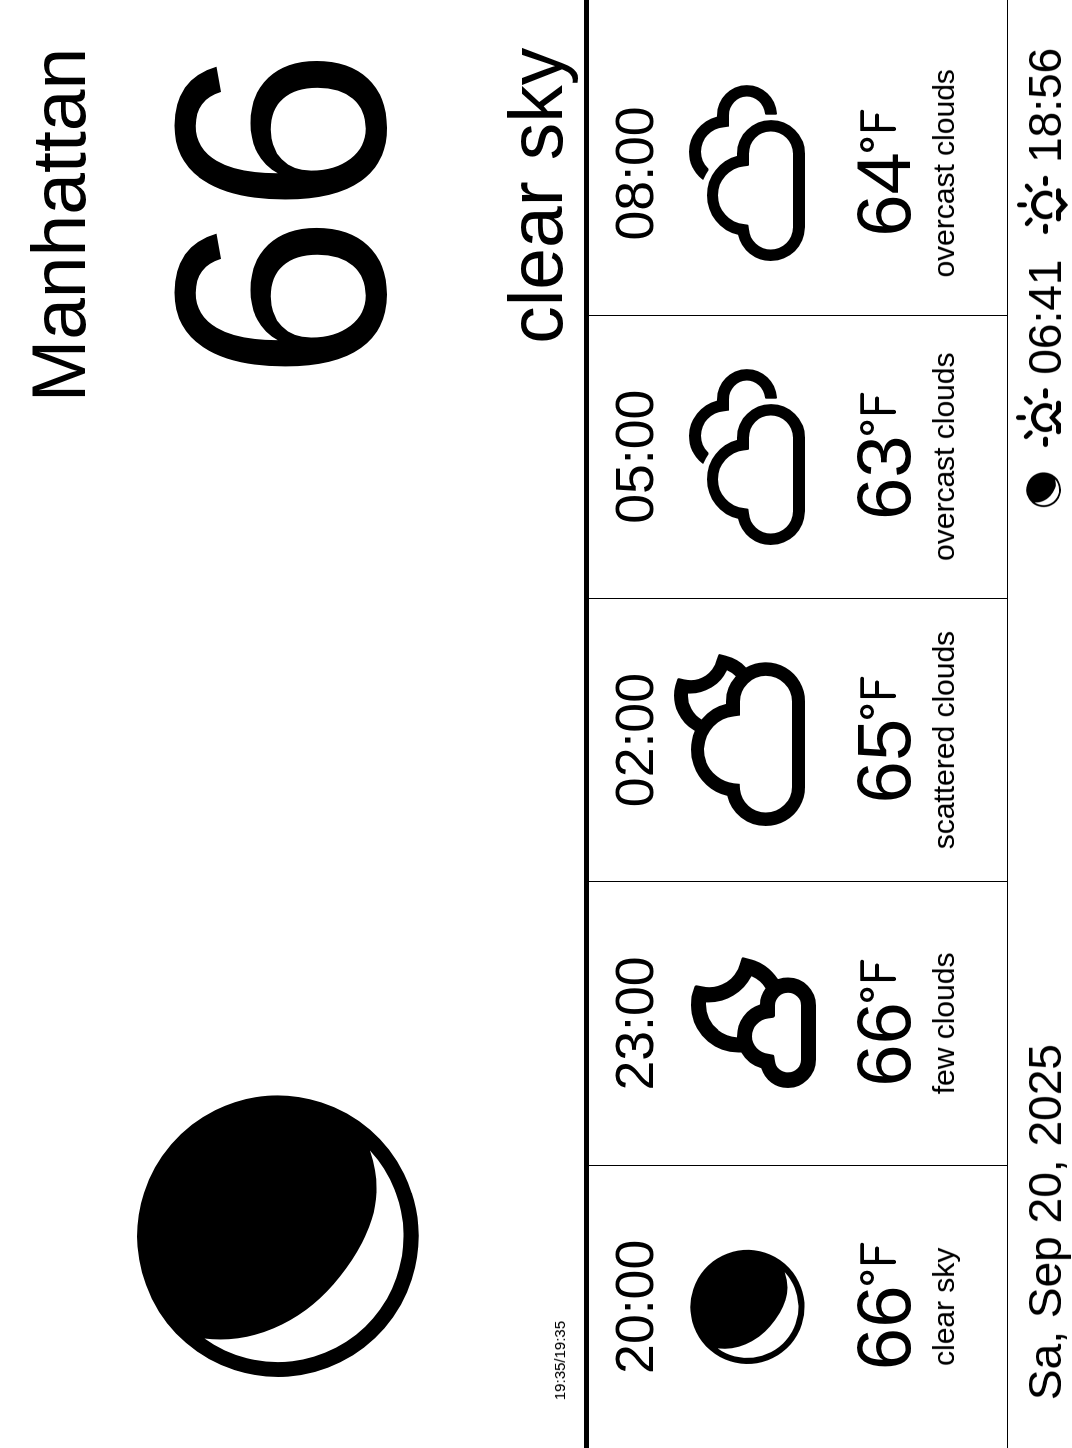 Manhattan
66
clear sky
19:35/19:35
20:00 23:00 02:00 05:00 08:00
66°F 66°F 65°F 63°F 64°F
clear sky few clouds scattered clouds overcast clouds overcast clouds
Sa, Sep 20, 2025 06:41 18:56